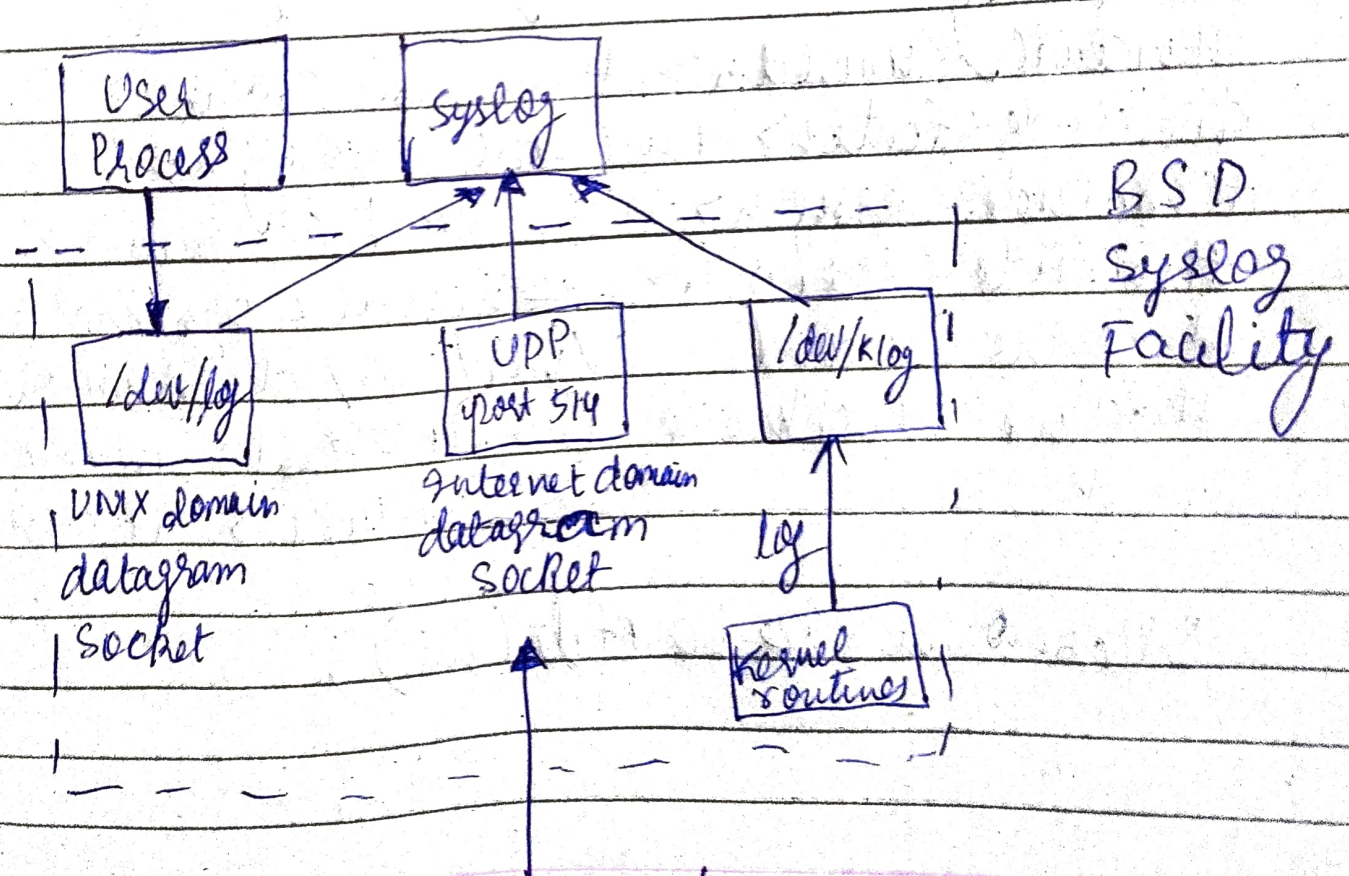 User
Process
syslog
BSD
syslog
Facility
/dev/log
UDP
port 514
/dev/klog
UNIX domain
datagram
Socket
Internet domain
datagram
Socket
log
Kernel
routines